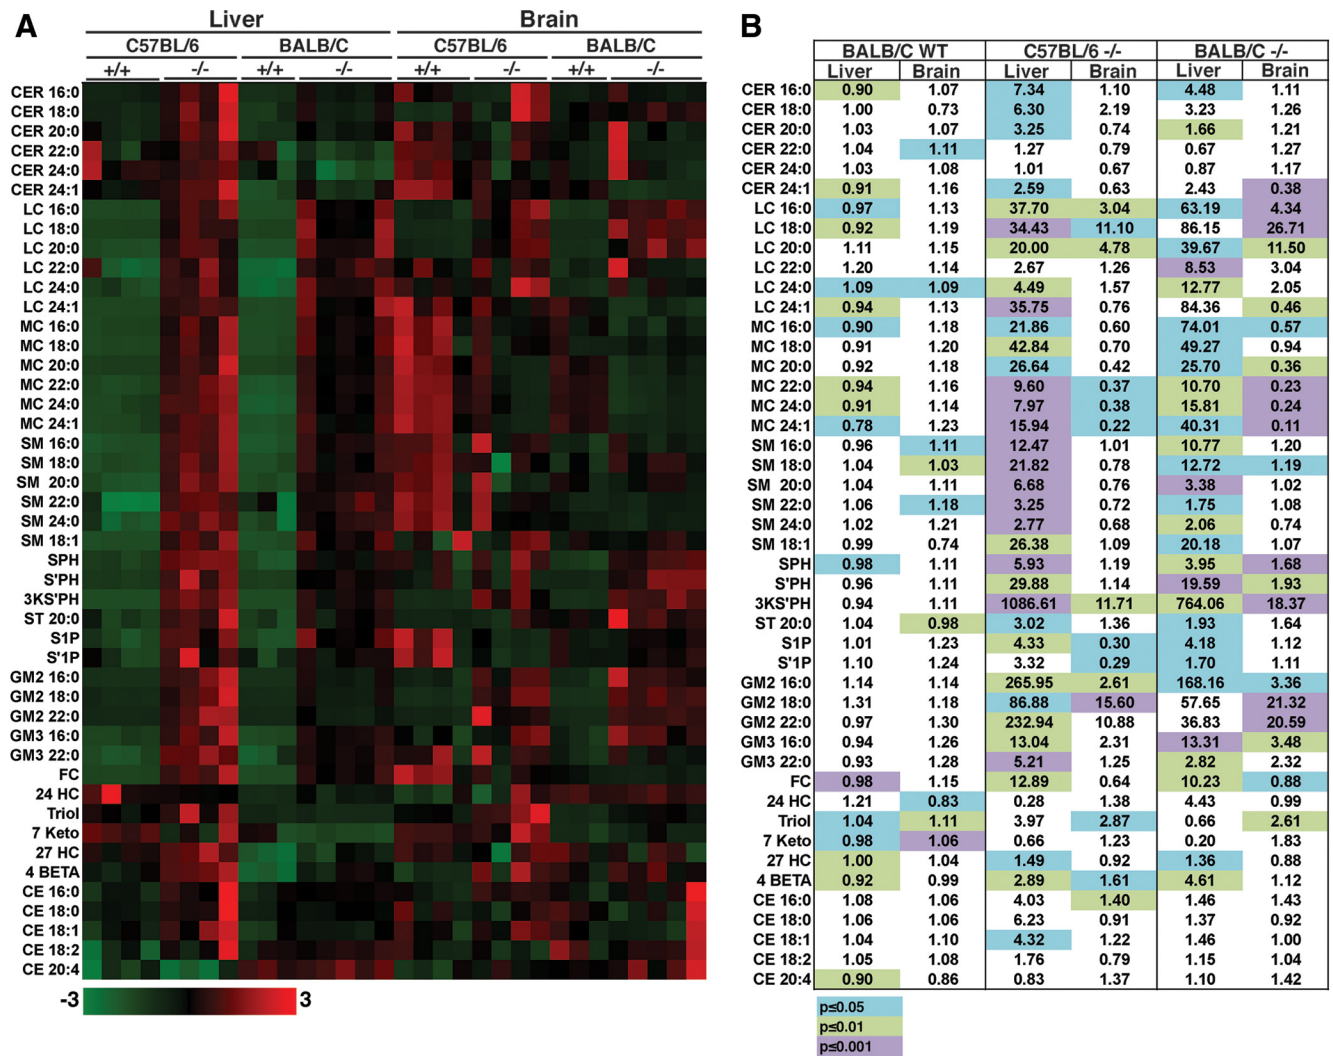 A
Liver Brain
C57BL/6 BALB/C C57BL/6 BALB/C
+/+ -/- +/+ -/- +/+ -/- +/+ -/-
CER 16:0
CER 18:0
CER 20:0
CER 22:0
CER 24:0
CER 24:1
LC 16:0
LC 18:0
LC 20:0
LC 22:0
LC 24:0
LC 24:1
MC 16:0
MC 18:0
MC 20:0
MC 22:0
MC 24:0
MC 24:1
SM 16:0
SM 18:0
SM 20:0
SM 22:0
SM 24:0
SM 18:1
SPH
S'PH
3KS'PH
ST 20:0
S1P
S'1P
GM2 16:0
GM2 18:0
GM2 22:0
GM3 16:0
GM3 22:0
FC
24 HC
Triol
7 Keto
27 HC
4 BETA
CE 16:0
CE 18:0
CE 18:1
CE 18:2
CE 20:4
-3 3
B
BALB/C WT C57BL/6 -/- BALB/C -/-
Liver Brain Liver Brain Liver Brain
CER 16:0 0.90 1.07 7.34 1.10 4.48 1.11
CER 18:0 1.00 0.73 6.30 2.19 3.23 1.26
CER 20:0 1.03 1.07 3.25 0.74 1.66 1.21
CER 22:0 1.04 1.11 1.27 0.79 0.67 1.27
CER 24:0 1.03 1.08 1.01 0.67 0.87 1.17
CER 24:1 0.91 1.16 2.59 0.63 2.43 0.38
LC 16:0 0.97 1.13 37.70 3.04 63.19 4.34
LC 18:0 0.92 1.19 34.43 11.10 86.15 26.71
LC 20:0 1.11 1.15 20.00 4.78 39.67 11.50
LC 22:0 1.20 1.14 2.67 1.26 8.53 3.04
LC 24:0 1.09 1.09 4.49 1.57 12.77 2.05
LC 24:1 0.94 1.13 35.75 0.76 84.36 0.46
MC 16:0 0.90 1.18 21.86 0.60 74.01 0.57
MC 18:0 0.91 1.20 42.84 0.70 49.27 0.94
MC 20:0 0.92 1.18 26.64 0.42 25.70 0.36
MC 22:0 0.94 1.16 9.60 0.37 10.70 0.23
MC 24:0 0.91 1.14 7.97 0.38 15.81 0.24
MC 24:1 0.78 1.23 15.94 0.22 40.31 0.11
SM 16:0 0.96 1.11 12.47 1.01 10.77 1.20
SM 18:0 1.04 1.03 21.82 0.78 12.72 1.19
SM 20:0 1.04 1.11 6.68 0.76 3.38 1.02
SM 22:0 1.06 1.18 3.25 0.72 1.75 1.08
SM 24:0 1.02 1.21 2.77 0.68 2.06 0.74
SM 18:1 0.99 0.74 26.38 1.09 20.18 1.07
SPH 0.98 1.11 5.93 1.19 3.95 1.68
S'PH 0.96 1.11 29.88 1.14 19.59 1.93
3KS'PH 0.94 1.11 1086.61 11.71 764.06 18.37
ST 20:0 1.04 0.98 3.02 1.36 1.93 1.64
S1P 1.01 1.23 4.33 0.30 4.18 1.12
S'1P 1.10 1.24 3.32 0.29 1.70 1.11
GM2 16:0 1.14 1.14 265.95 2.61 168.16 3.36
GM2 18:0 1.31 1.18 86.88 15.60 57.65 21.32
GM2 22:0 0.97 1.30 232.94 10.88 36.83 20.59
GM3 16:0 0.94 1.26 13.04 2.31 13.31 3.48
GM3 22:0 0.93 1.28 5.21 1.25 2.82 2.32
FC 0.98 1.15 12.89 0.64 10.23 0.88
24 HC 1.21 0.83 0.28 1.38 4.43 0.99
Triol 1.04 1.11 3.97 2.87 0.66 2.61
7 Keto 0.98 1.06 0.66 1.23 0.20 1.83
27 HC 1.00 1.04 1.49 0.92 1.36 0.88
4 BETA 0.92 0.99 2.89 1.61 4.61 1.12
CE 16:0 1.08 1.06 4.03 1.40 1.46 1.43
CE 18:0 1.06 1.06 6.23 0.91 1.37 0.92
CE 18:1 1.04 1.10 4.32 1.22 1.46 1.00
CE 18:2 1.05 1.08 1.76 0.79 1.15 1.04
CE 20:4 0.90 0.86 0.83 1.37 1.10 1.42
p≤0.05
p≤0.01
p≤0.001